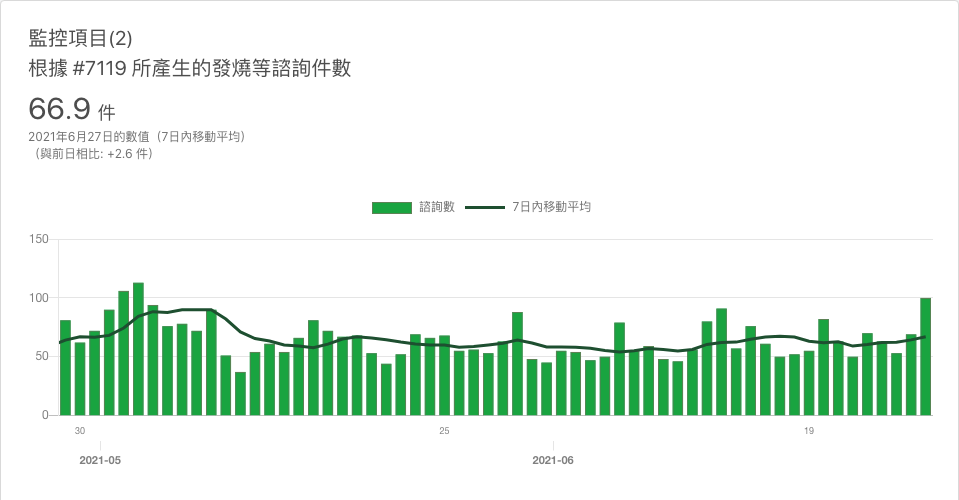 監控項目(2)
根據 #7119 所產生的發燒等諮詢件數
66.9 件
2021年6月27日的數值（7日內移動平均）
（與前日相比: +2.6 件）
諮詢數 7日內移動平均
150
100
50
0
30 25 19
2021-05 2021-06